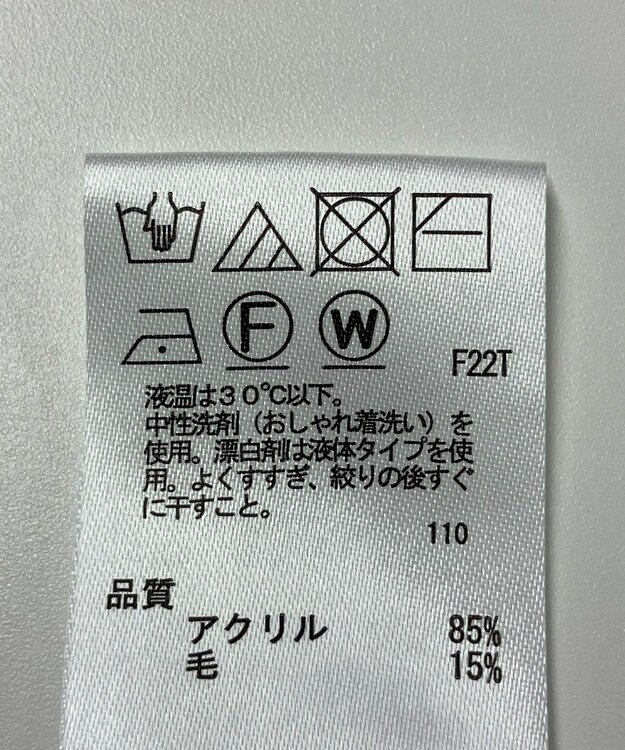 F W
F22T
液温は30℃以下。
中性洗剤（おしゃれ着洗い）を
使用。漂白剤は液体タイプを使
用。よくすすぎ、絞りの後すぐ
に干すこと。
110
品質
アクリル 85%
毛 15%